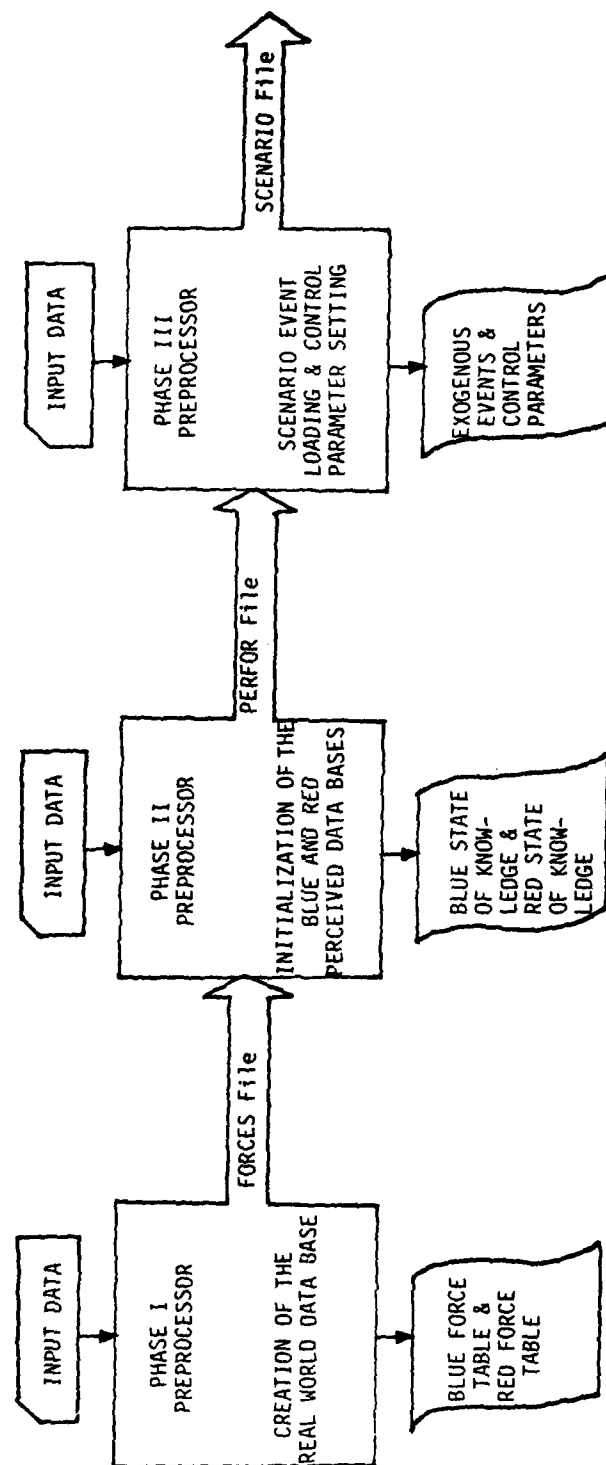 INPUT DATA
PHASE I
PREPROCESSOR
CREATION OF THE
REAL WORLD DATA BASE
BLUE FORCE
TABLE &
RED FORCE
TABLE
FORCES File
INPUT DATA
PHASE II
PREPROCESSOR
INITIALIZATION OF THE
BLUE AND RED
PERCEIVED DATA BASES
BLUE STATE
OF KNOW-
LEDGE &
RED STATE
OF KNOW-
LEDGE
PERFOR File
INPUT DATA
PHASE III
PREPROCESSOR
SCENARIO EVENT
LOADING & CONTROL
PARAMETER SETTING
EXOGENOUS
EVENTS &
CONTROL
PARAMETERS
SCENARIO File